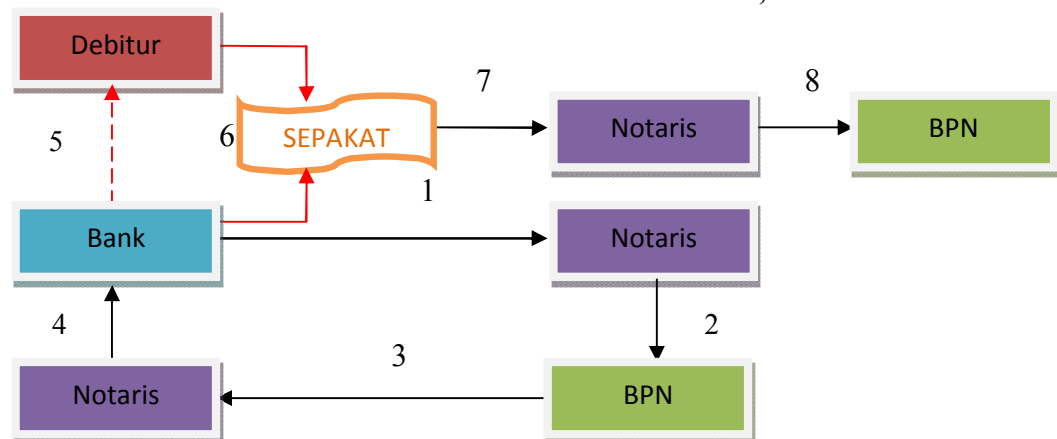 Debitur
7
8
5
6
SEPAKAT
Notaris
BPN
1
Bank
Notaris
4
3
2
Notaris
BPN